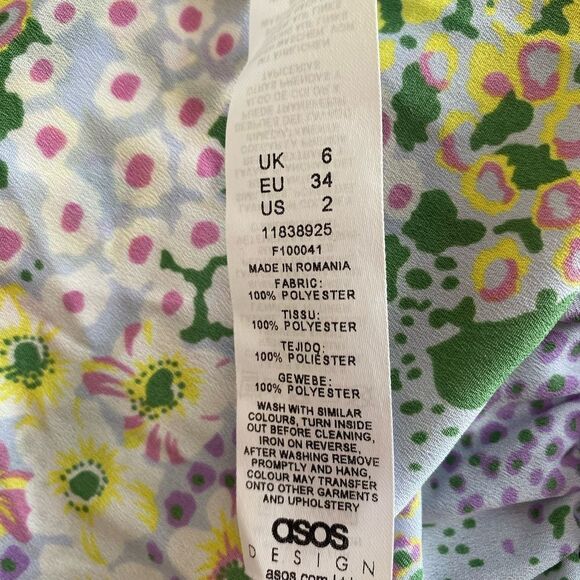 UK 6
EU 34
US 2
11838925
F100041
MADE IN ROMANIA
FABRIC:
100% POLYESTER
TISSU:
100% POLYESTER
TEJIDO:
100% POLIÉSTER
GEWEBE:
100% POLYESTER
WASH WITH SIMILAR
COLOURS, TURN INSIDE
OUT BEFORE CLEANING,
IRON ON REVERSE,
AFTER WASHING REMOVE
PROMPTLY AND HANG,
COLOUR MAY TRANSFER
ONTO OTHER GARMENTS
AND UPHOLSTERY
asos
DESIGN
asos.com